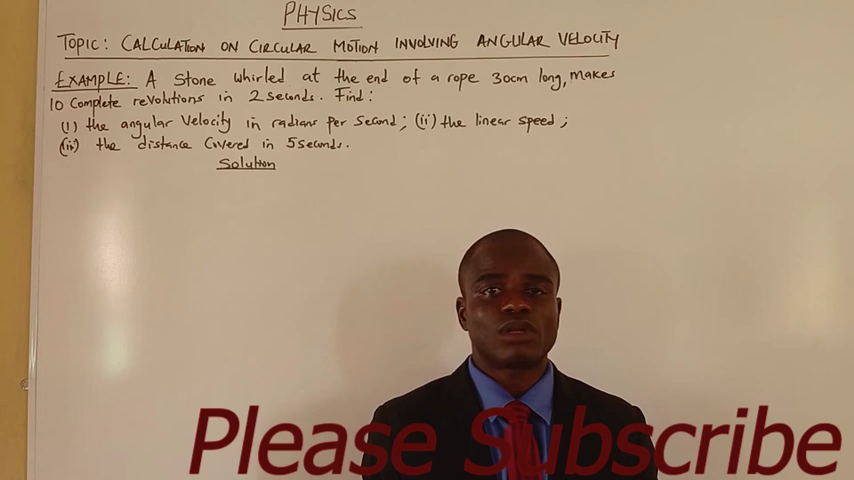 PHYSICS
TOPIC: CALCULATION ON CIRCULAR MOTION INVOLVING ANGULAR VELOCITY
EXAMPLE: A stone whirled at the end of a rope 30cm long, makes
10 Complete revolutions in 2 seconds. Find:
(i) the angular Velocity in radians per second; (ii) the linear speed;
(iii) the distance Covered in 5 seconds.
Solution
Please Subscribe